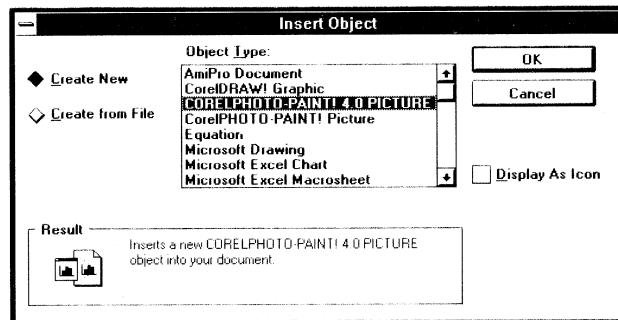 Insert Object
Object Type:
Create New
Create from File
AmiPro Document
CorelDRAW! Graphic
CORELPHOTO-PAINT! 4.0 PICTURE
CorelPHOTO-PAINT! Picture
Equation
Microsoft Drawing
Microsoft Excel Chart
Microsoft Excel Macrosheet
OK
Cancel
Display As Icon
Result
Inserts a new CORELPHOTO-PAINT! 4.0 PICTURE
object into your document.